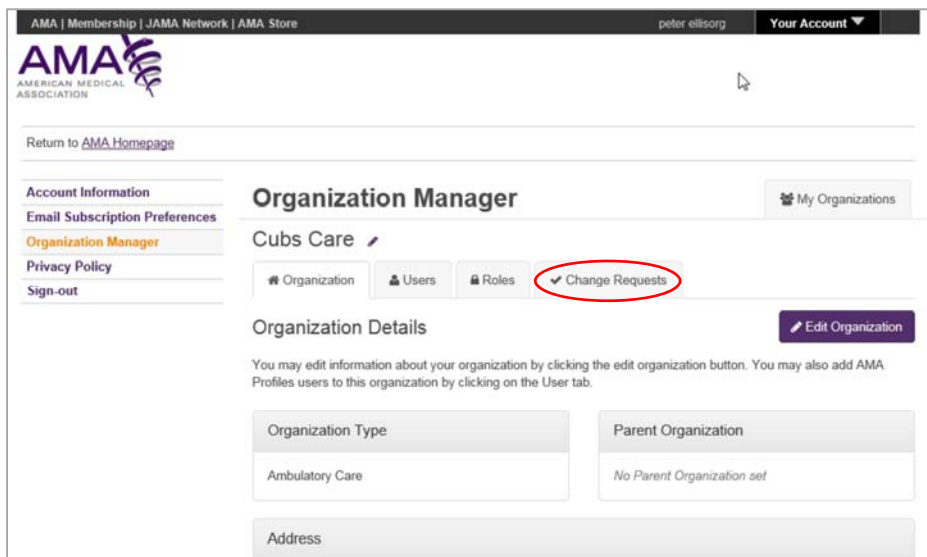 AMA | Membership | JAMA Network | AMA Store
peter ellisorg
Your Account
AMA
AMERICAN MEDICAL
ASSOCIATION
Return to AMA Homepage
Account Information
Email Subscription Preferences
Organization Manager
Privacy Policy
Sign-out
Organization Manager
My Organizations
Cubs Care
Organization
Users
Roles
Change Requests
Organization Details
Edit Organization
You may edit information about your organization by clicking the edit organization button. You may also add AMA
Profiles users to this organization by clicking on the User tab.
Organization Type
Ambulatory Care
Parent Organization
No Parent Organization set
Address